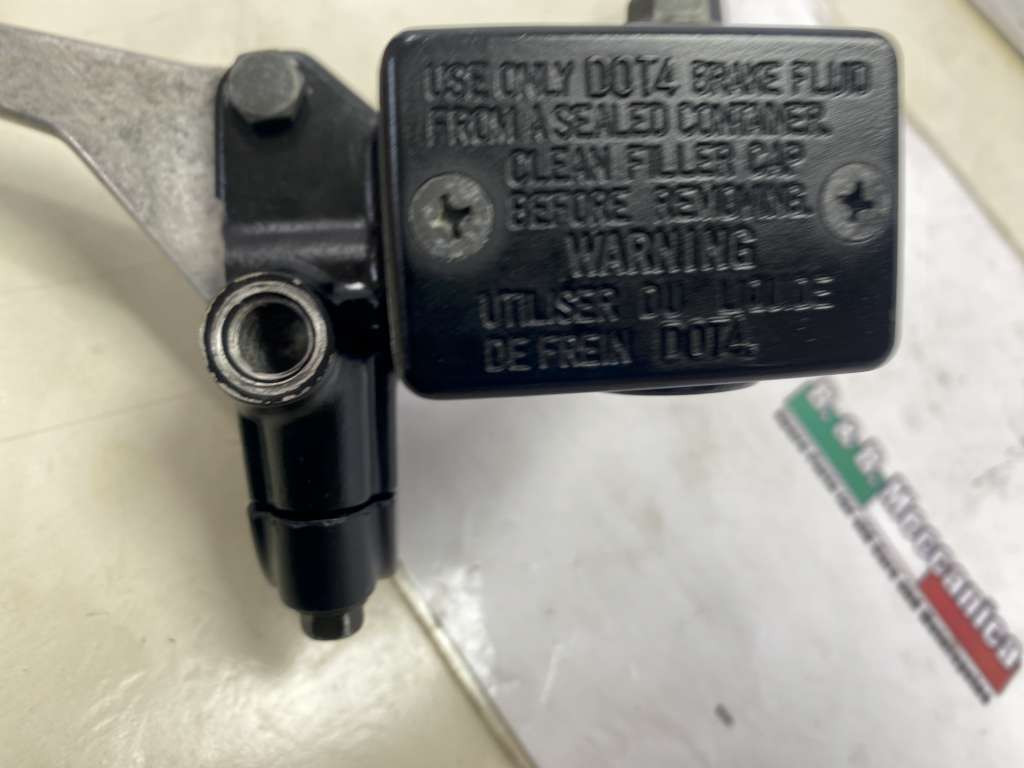 USE ONLY DOT4 BRAKE FLUID
FROM A SEALED CONTAINER.
CLEAN FILLER CAP
BEFORE REMOVING.
WARNING
UTILISER DU LIQUIDE
DE FREIN DOT4.
Meccanica